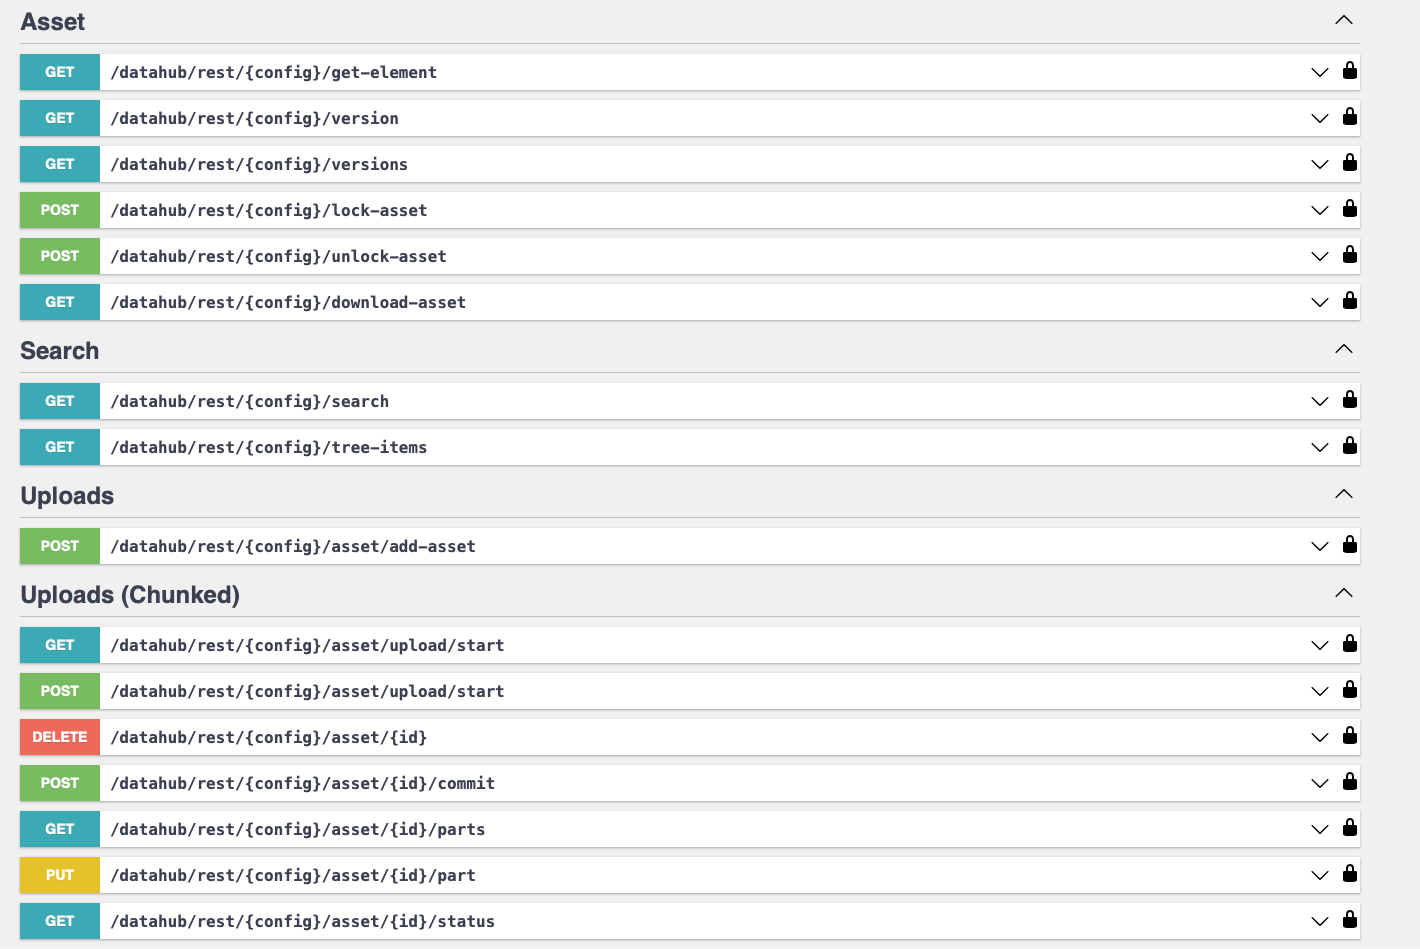 Asset
GET /datahub/rest/{config}/get-element
GET /datahub/rest/{config}/version
GET /datahub/rest/{config}/versions
POST /datahub/rest/{config}/lock-asset
POST /datahub/rest/{config}/unlock-asset
GET /datahub/rest/{config}/download-asset
Search
GET /datahub/rest/{config}/search
GET /datahub/rest/{config}/tree-items
Uploads
POST /datahub/rest/{config}/asset/add-asset
Uploads (Chunked)
GET /datahub/rest/{config}/asset/upload/start
POST /datahub/rest/{config}/asset/upload/start
DELETE /datahub/rest/{config}/asset/{id}
POST /datahub/rest/{config}/asset/{id}/commit
GET /datahub/rest/{config}/asset/{id}/parts
PUT /datahub/rest/{config}/asset/{id}/part
GET /datahub/rest/{config}/asset/{id}/status